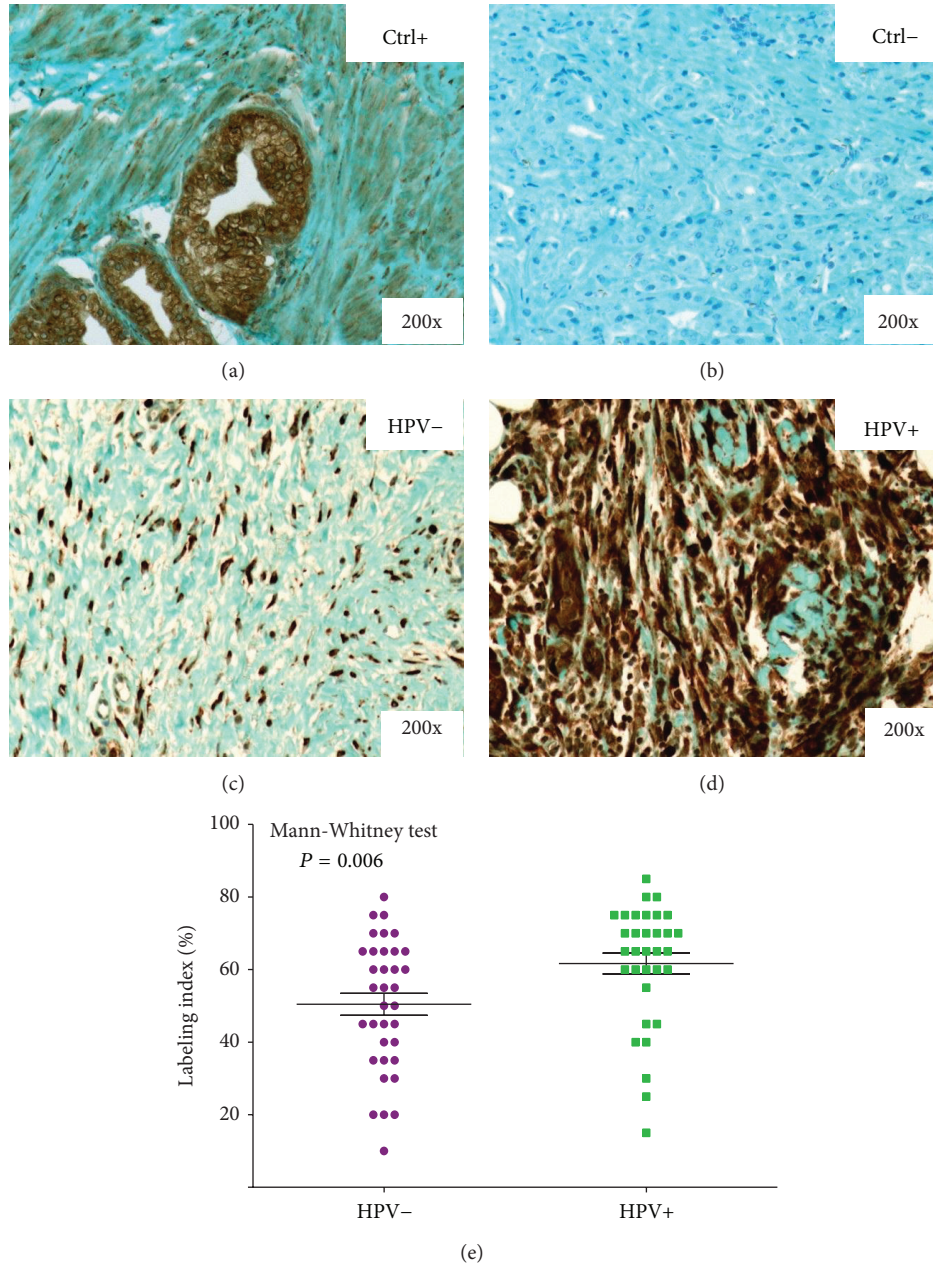 Ctrl+
Ctrl−
200x
200x
(a)
(b)
HPV−
HPV+
200x
200x
(c)
(d)
100
80
60
40
20
Labeling index (%)
Mann-Whitney test
P = 0.006
HPV−
HPV+
(e)